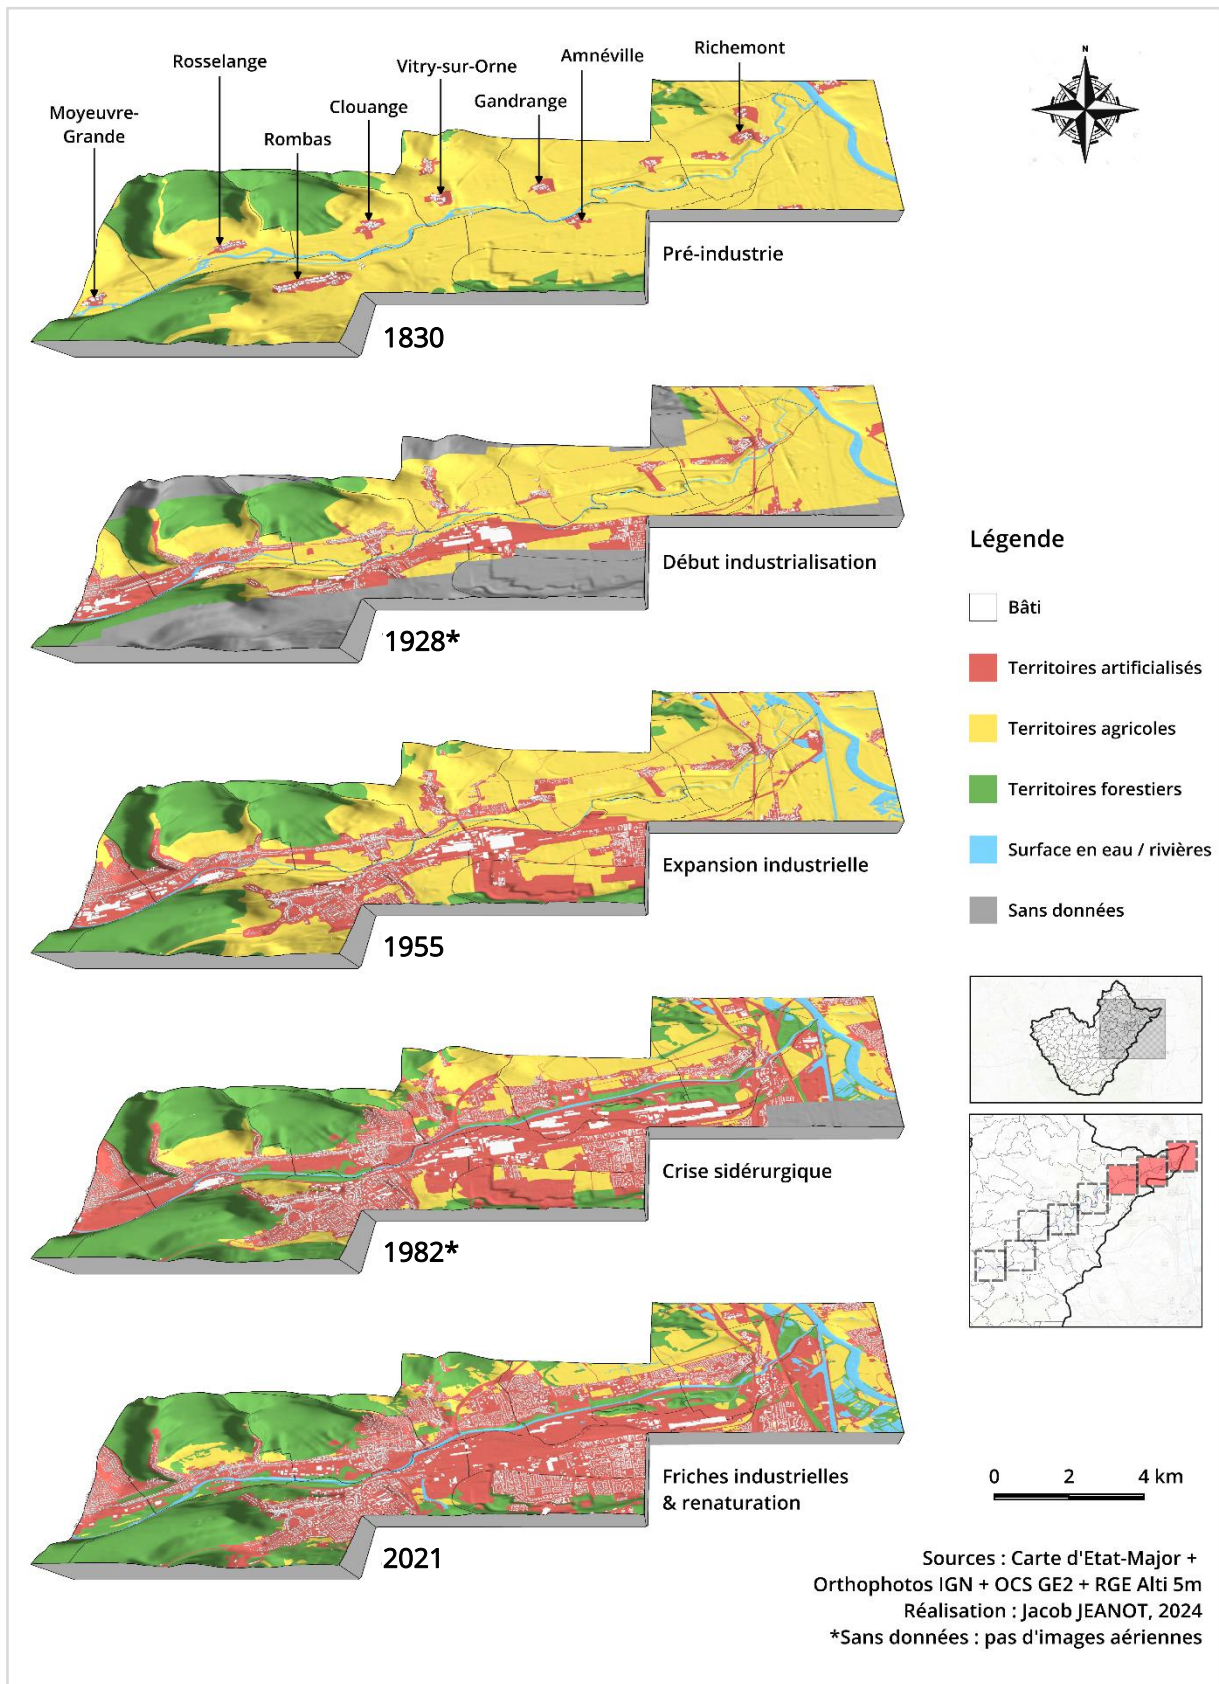 Moyeuvre-
Grande
Rosselange
Rombas
Clouange
Vitry-sur-Orne
Gandrange
Amnéville
Richemont
N
Pré-industrie
1830
Début industrialisation
1928*
Expansion industrielle
1955
Crise sidérurgique
1982*
Friches industrielles
& renaturation
2021
Légende
Bâti
Territoires artificialisés
Territoires agricoles
Territoires forestiers
Surface en eau / rivières
Sans données
0 2 4 km
Sources : Carte d'Etat-Major +
Orthophotos IGN + OCS GE2 + RGE Alti 5m
Réalisation : Jacob JEANOT, 2024
*Sans données : pas d'images aériennes